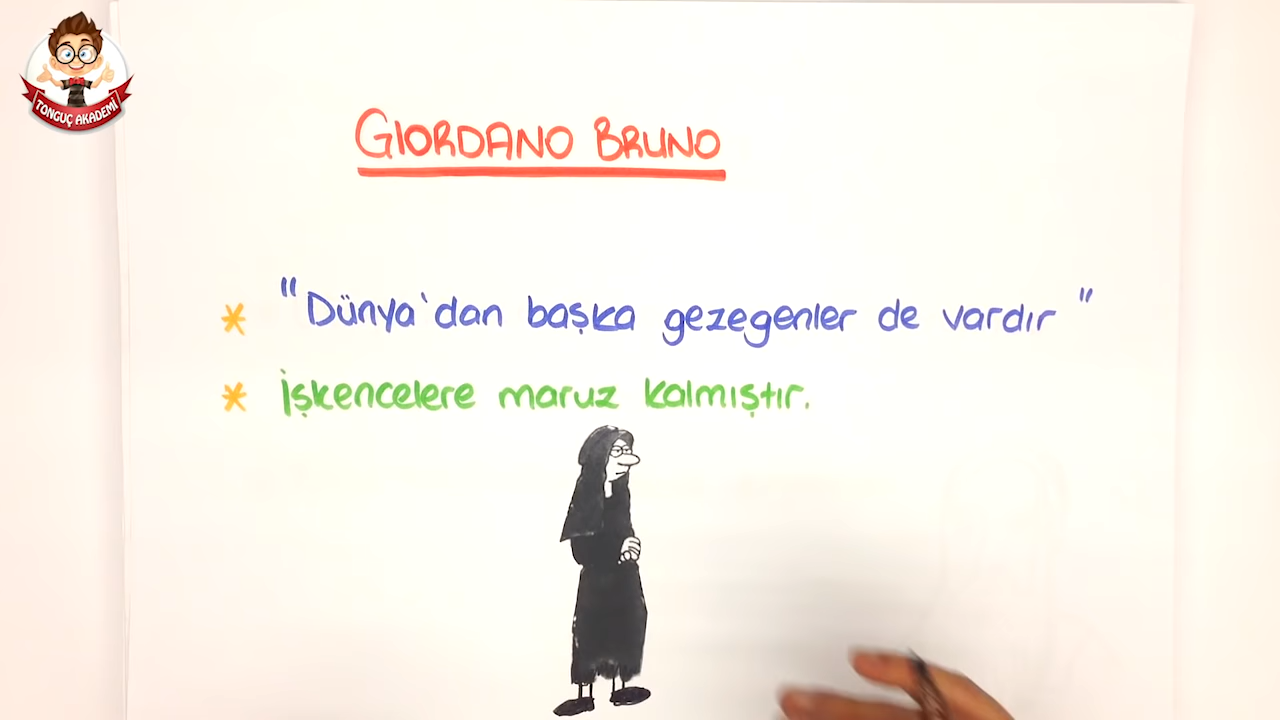 TONGUÇ AKADEMİ
GIORDANO BRUNO
* "Dünya'dan başka gezegenler de vardır"
* İşkencelere maruz kalmıştır.